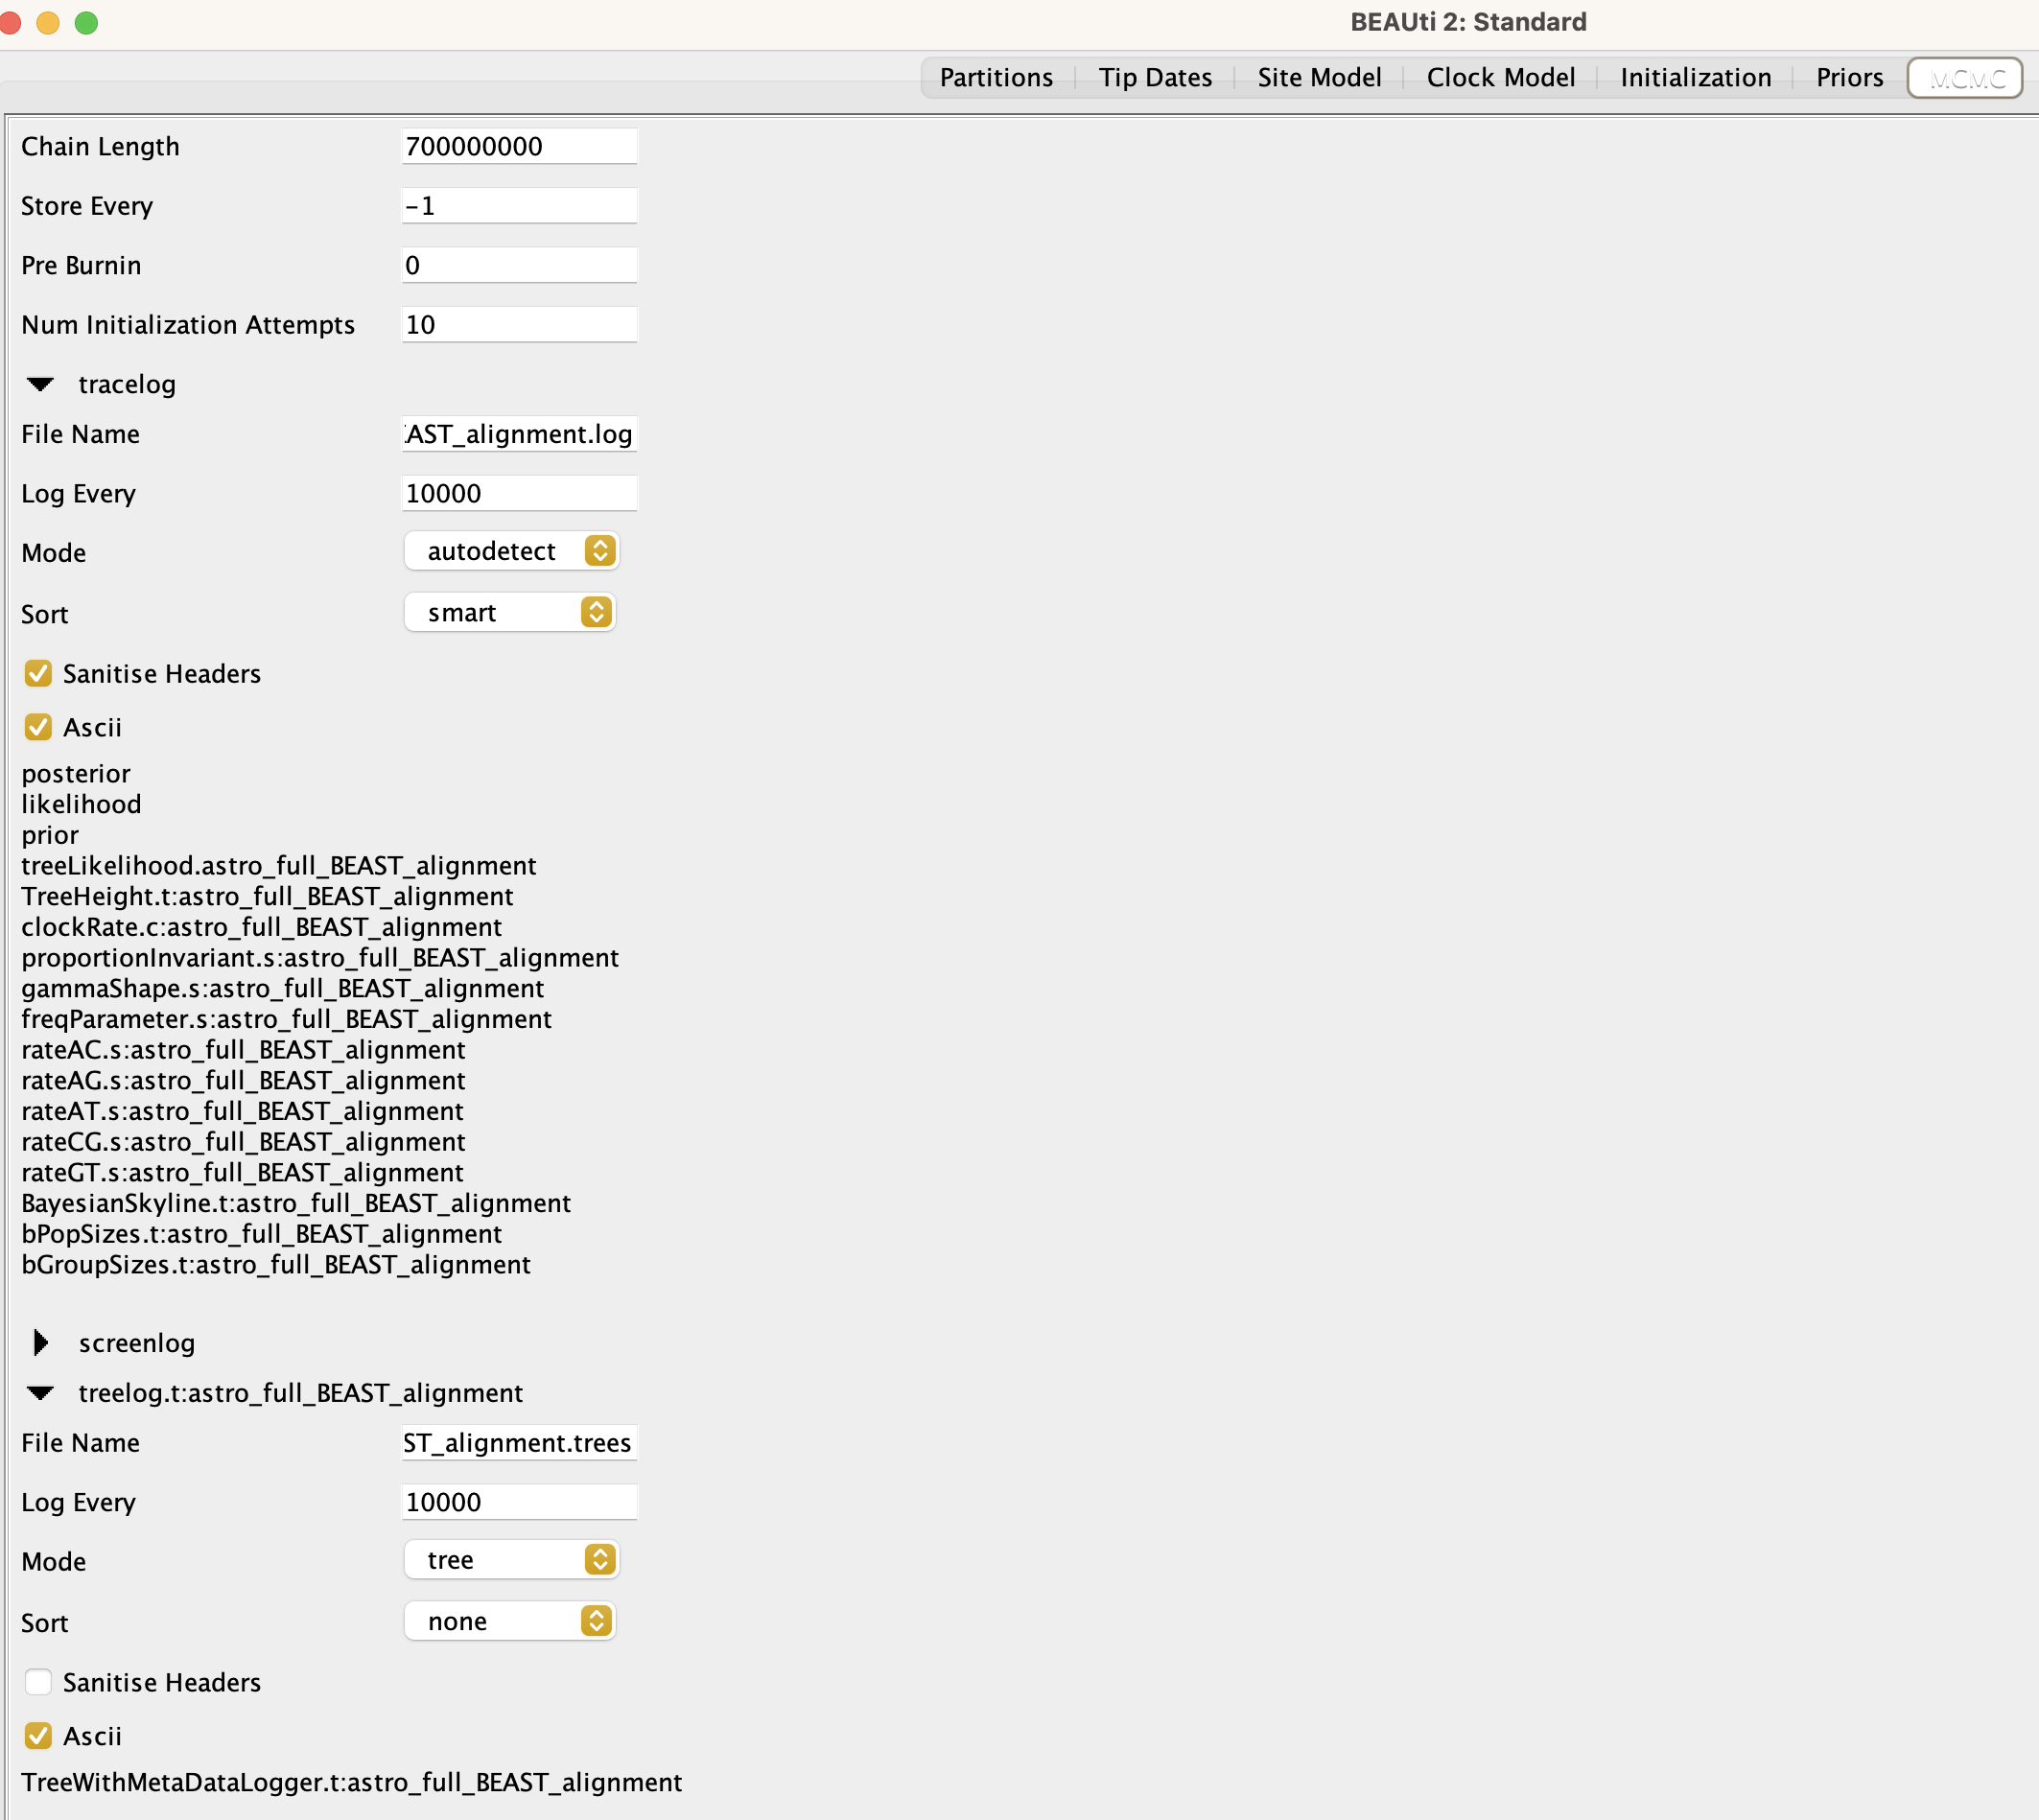 BEAUti 2: Standard
Partitions Tip Dates Site Model Clock Model Initialization Priors MCMC
Chain Length 700000000
Store Every -1
Pre Burnin 0
Num Initialization Attempts 10
tracelog
File Name AST_alignment.log
Log Every 10000
Mode autodetect
Sort smart
Sanitise Headers
Ascii
posterior
likelihood
prior
treeLikelihood.astro_full_BEAST_alignment
TreeHeight.t:astro_full_BEAST_alignment
clockRate.c:astro_full_BEAST_alignment
proportionInvariant.s:astro_full_BEAST_alignment
gammaShape.s:astro_full_BEAST_alignment
freqParameter.s:astro_full_BEAST_alignment
rateAC.s:astro_full_BEAST_alignment
rateAG.s:astro_full_BEAST_alignment
rateAT.s:astro_full_BEAST_alignment
rateCG.s:astro_full_BEAST_alignment
rateGT.s:astro_full_BEAST_alignment
BayesianSkyline.t:astro_full_BEAST_alignment
bPopSizes.t:astro_full_BEAST_alignment
bGroupSizes.t:astro_full_BEAST_alignment
screenlog
treelog.t:astro_full_BEAST_alignment
File Name ST_alignment.trees
Log Every 10000
Mode tree
Sort none
Sanitise Headers
Ascii
TreeWithMetaDataLogger.t:astro_full_BEAST_alignment